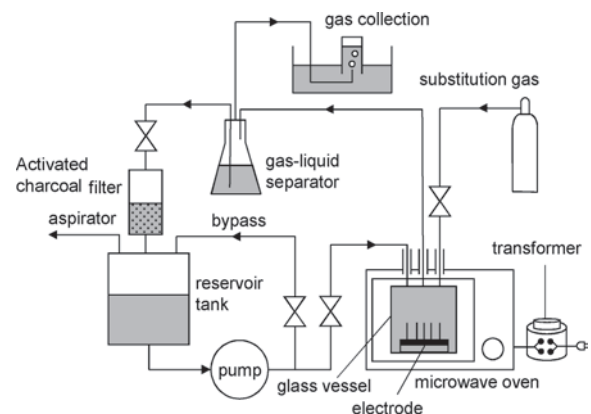 gas collection
substitution gas
gas-liquid
separator
Activated
charcoal filter
aspirator
bypass
transformer
reservoir
tank
pump
glass vessel
microwave oven
electrode